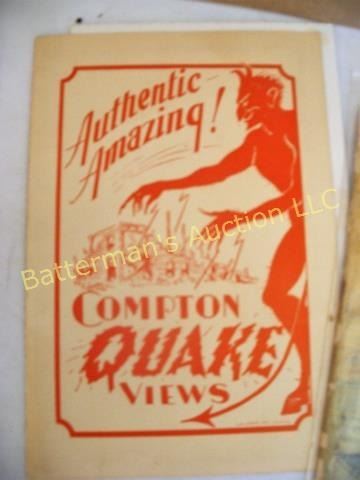 Authentic
Amazing!
Batterman's Auction LLC
COMPTON
QUAKE
VIEWS